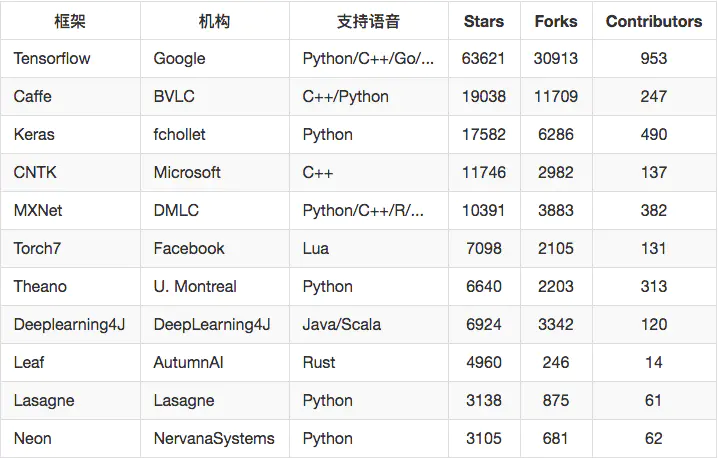 框架 机构 支持语音 Stars Forks Contributors
Tensorflow Google Python/C++/Go/... 63621 30913 953
Caffe BVLC C++/Python 19038 11709 247
Keras fchollet Python 17582 6286 490
CNTK Microsoft C++ 11746 2982 137
MXNet DMLC Python/C++/R/... 10391 3883 382
Torch7 Facebook Lua 7098 2105 131
Theano U. Montreal Python 6640 2203 313
Deeplearning4J DeepLearning4J Java/Scala 6924 3342 120
Leaf AutumnAI Rust 4960 246 14
Lasagne Lasagne Python 3138 875 61
Neon NervanaSystems Python 3105 681 62